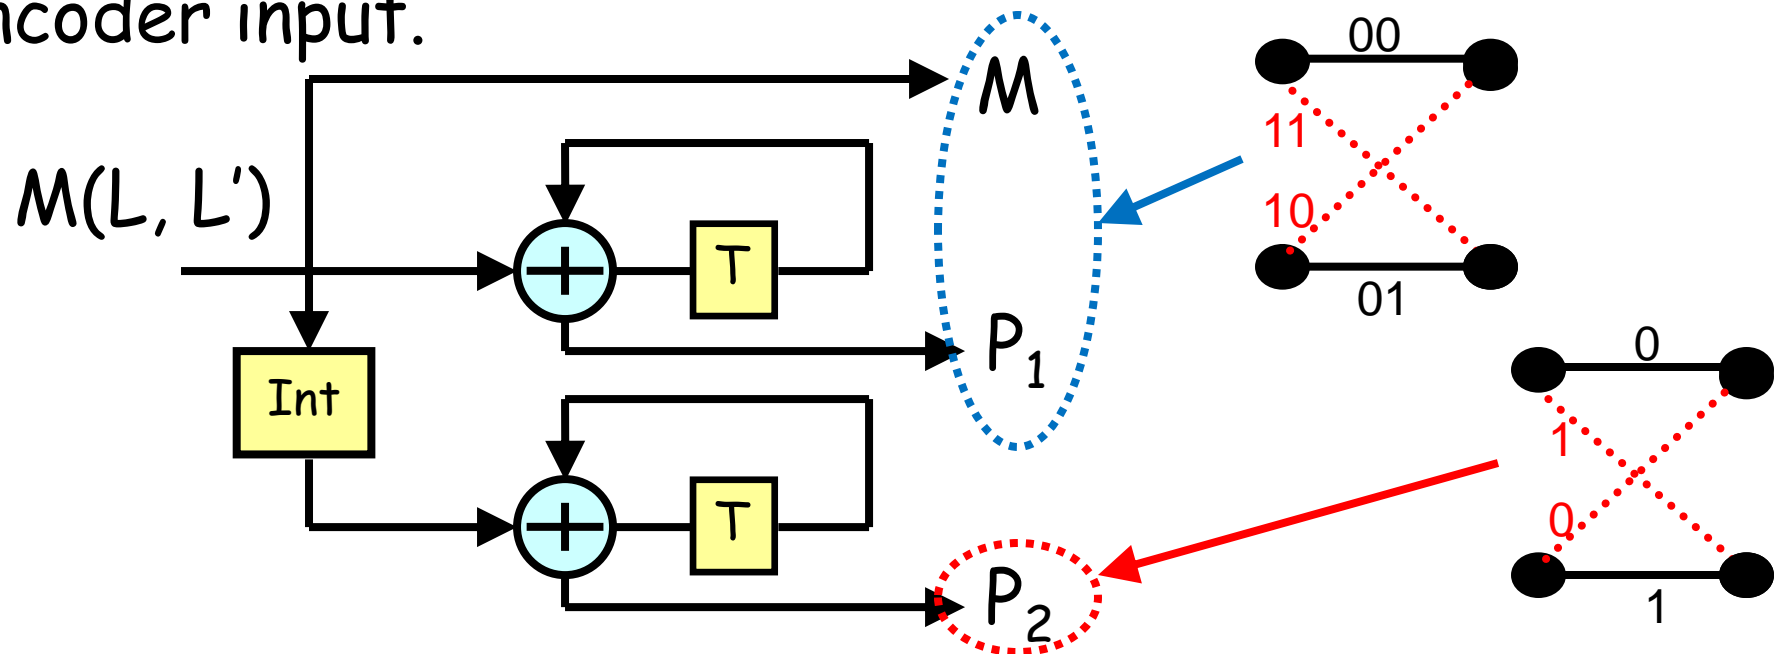 ncoder input.
M
M(L, L')
T
P1
Int
T
P2
00
11
10
01
0
1
0
1